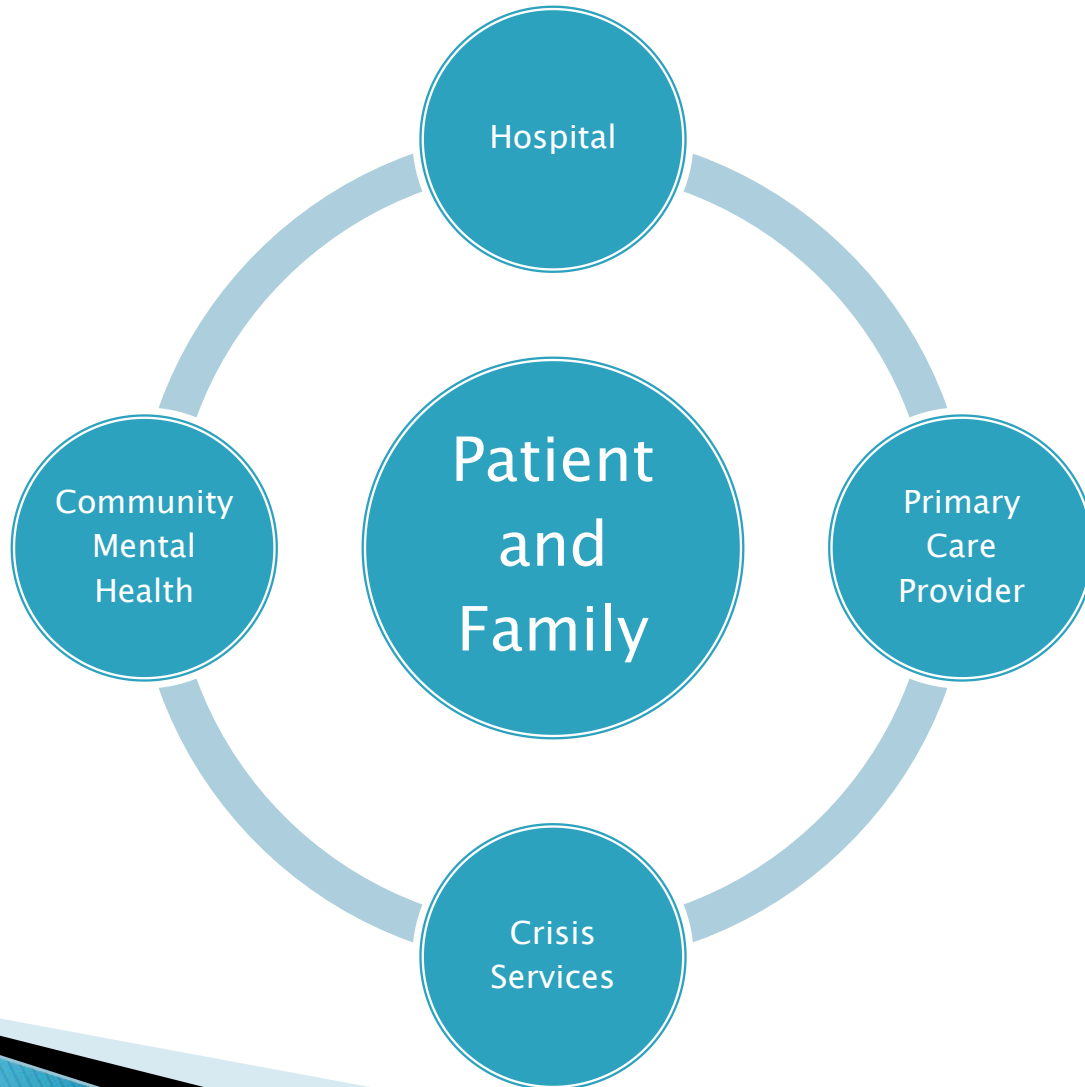 Hospital
Community
Mental
Health
Patient
and
Family
Primary
Care
Provider
Crisis
Services